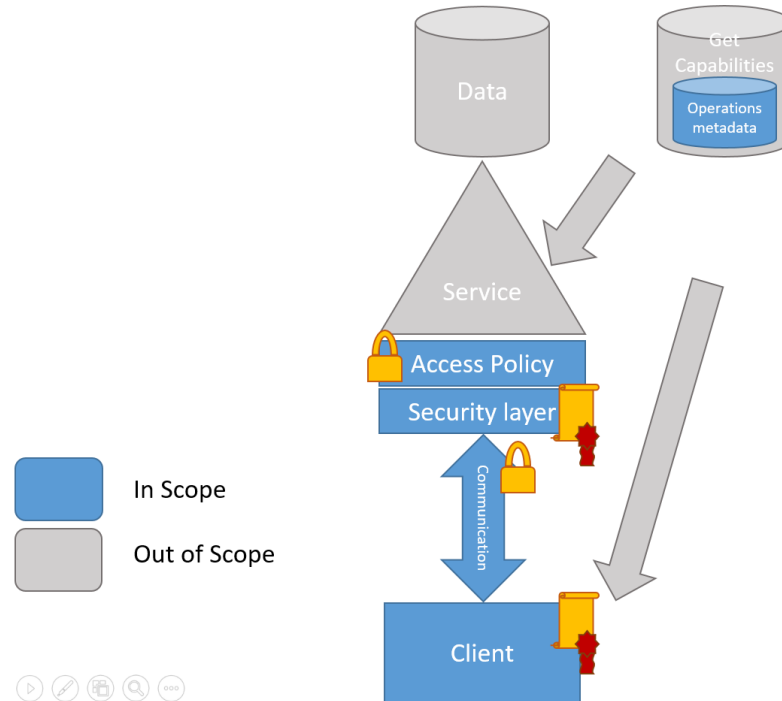 Data
Get
Capabilities
Operations
metadata
Service
Access Policy
Security layer
Communication
In Scope
Out of Scope
Client